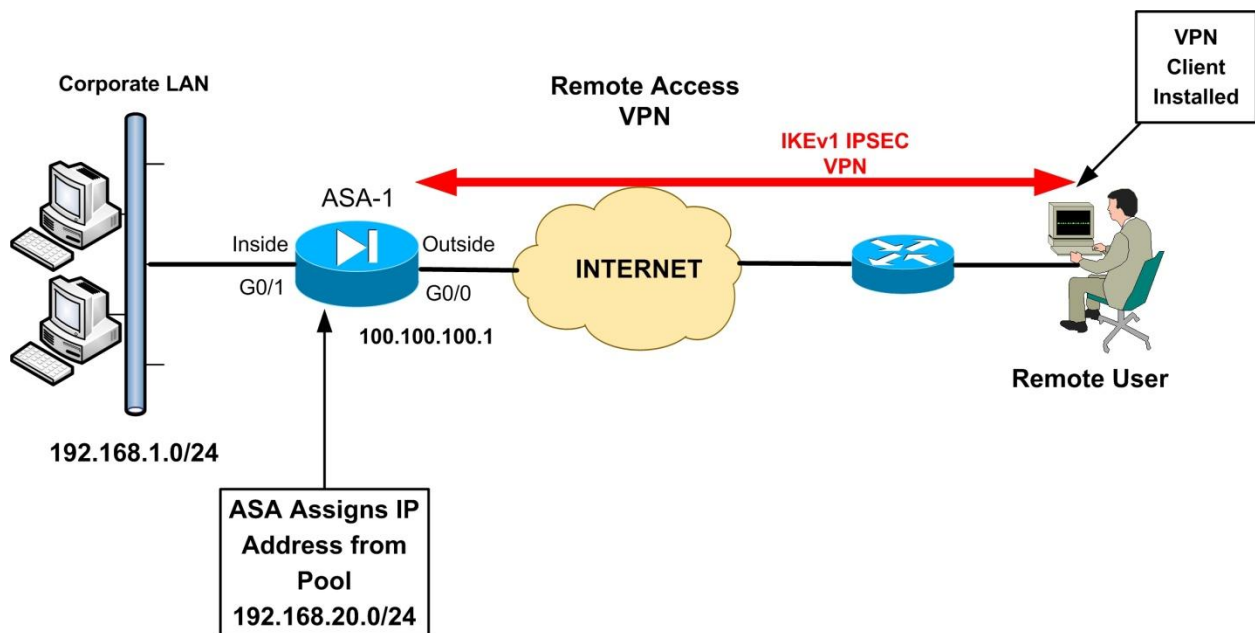 VPN
Client
Installed
Corporate LAN
Remote Access
VPN
IKEv1 IPSEC
VPN
ASA-1
Inside
Outside
INTERNET
G0/1
G0/0
100.100.100.1
Remote User
192.168.1.0/24
ASA Assigns IP
Address from
Pool
192.168.20.0/24